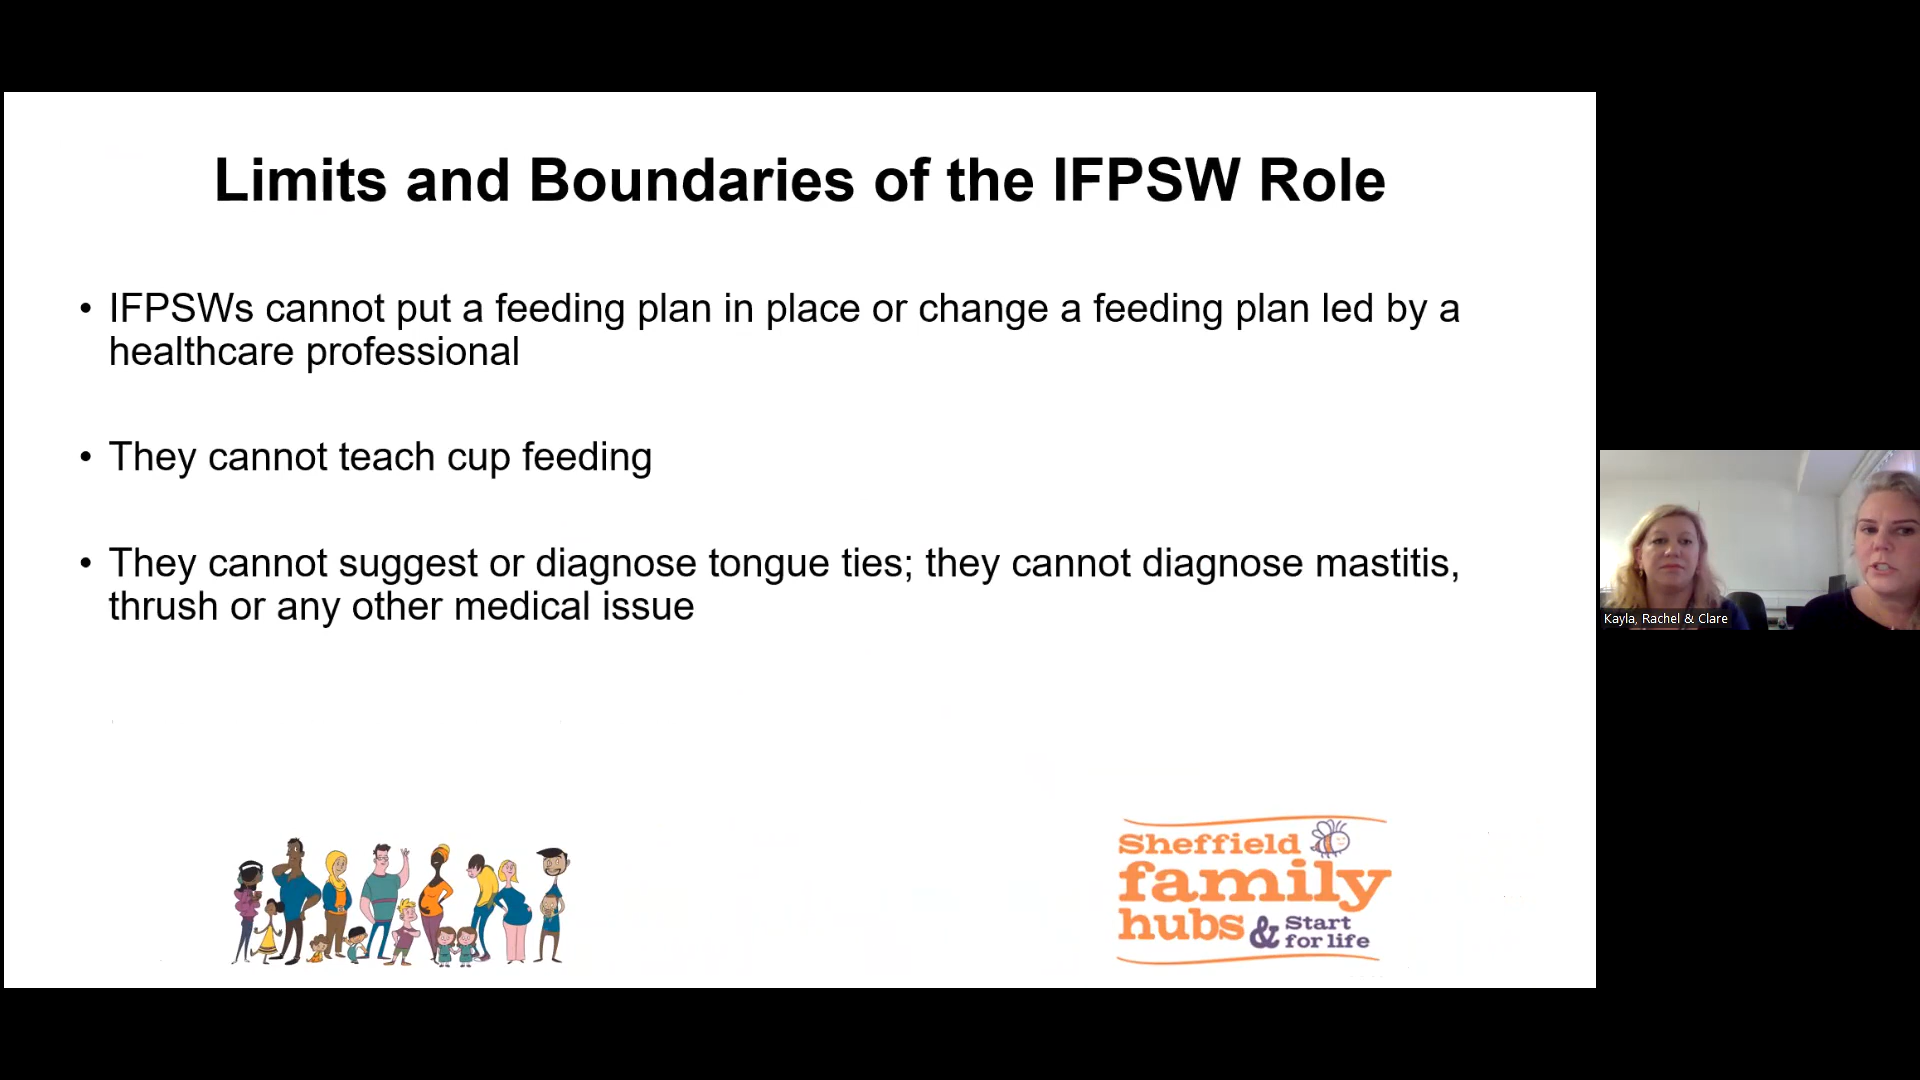 Limits and Boundaries of the IFPSW Role
• IFPSWs cannot put a feeding plan in place or change a feeding plan led by a
healthcare professional
• They cannot teach cup feeding
• They cannot suggest or diagnose tongue ties; they cannot diagnose mastitis,
thrush or any other medical issue
Kayla, Rachel & Clare
Sheffield
family
hubs & Start
for life